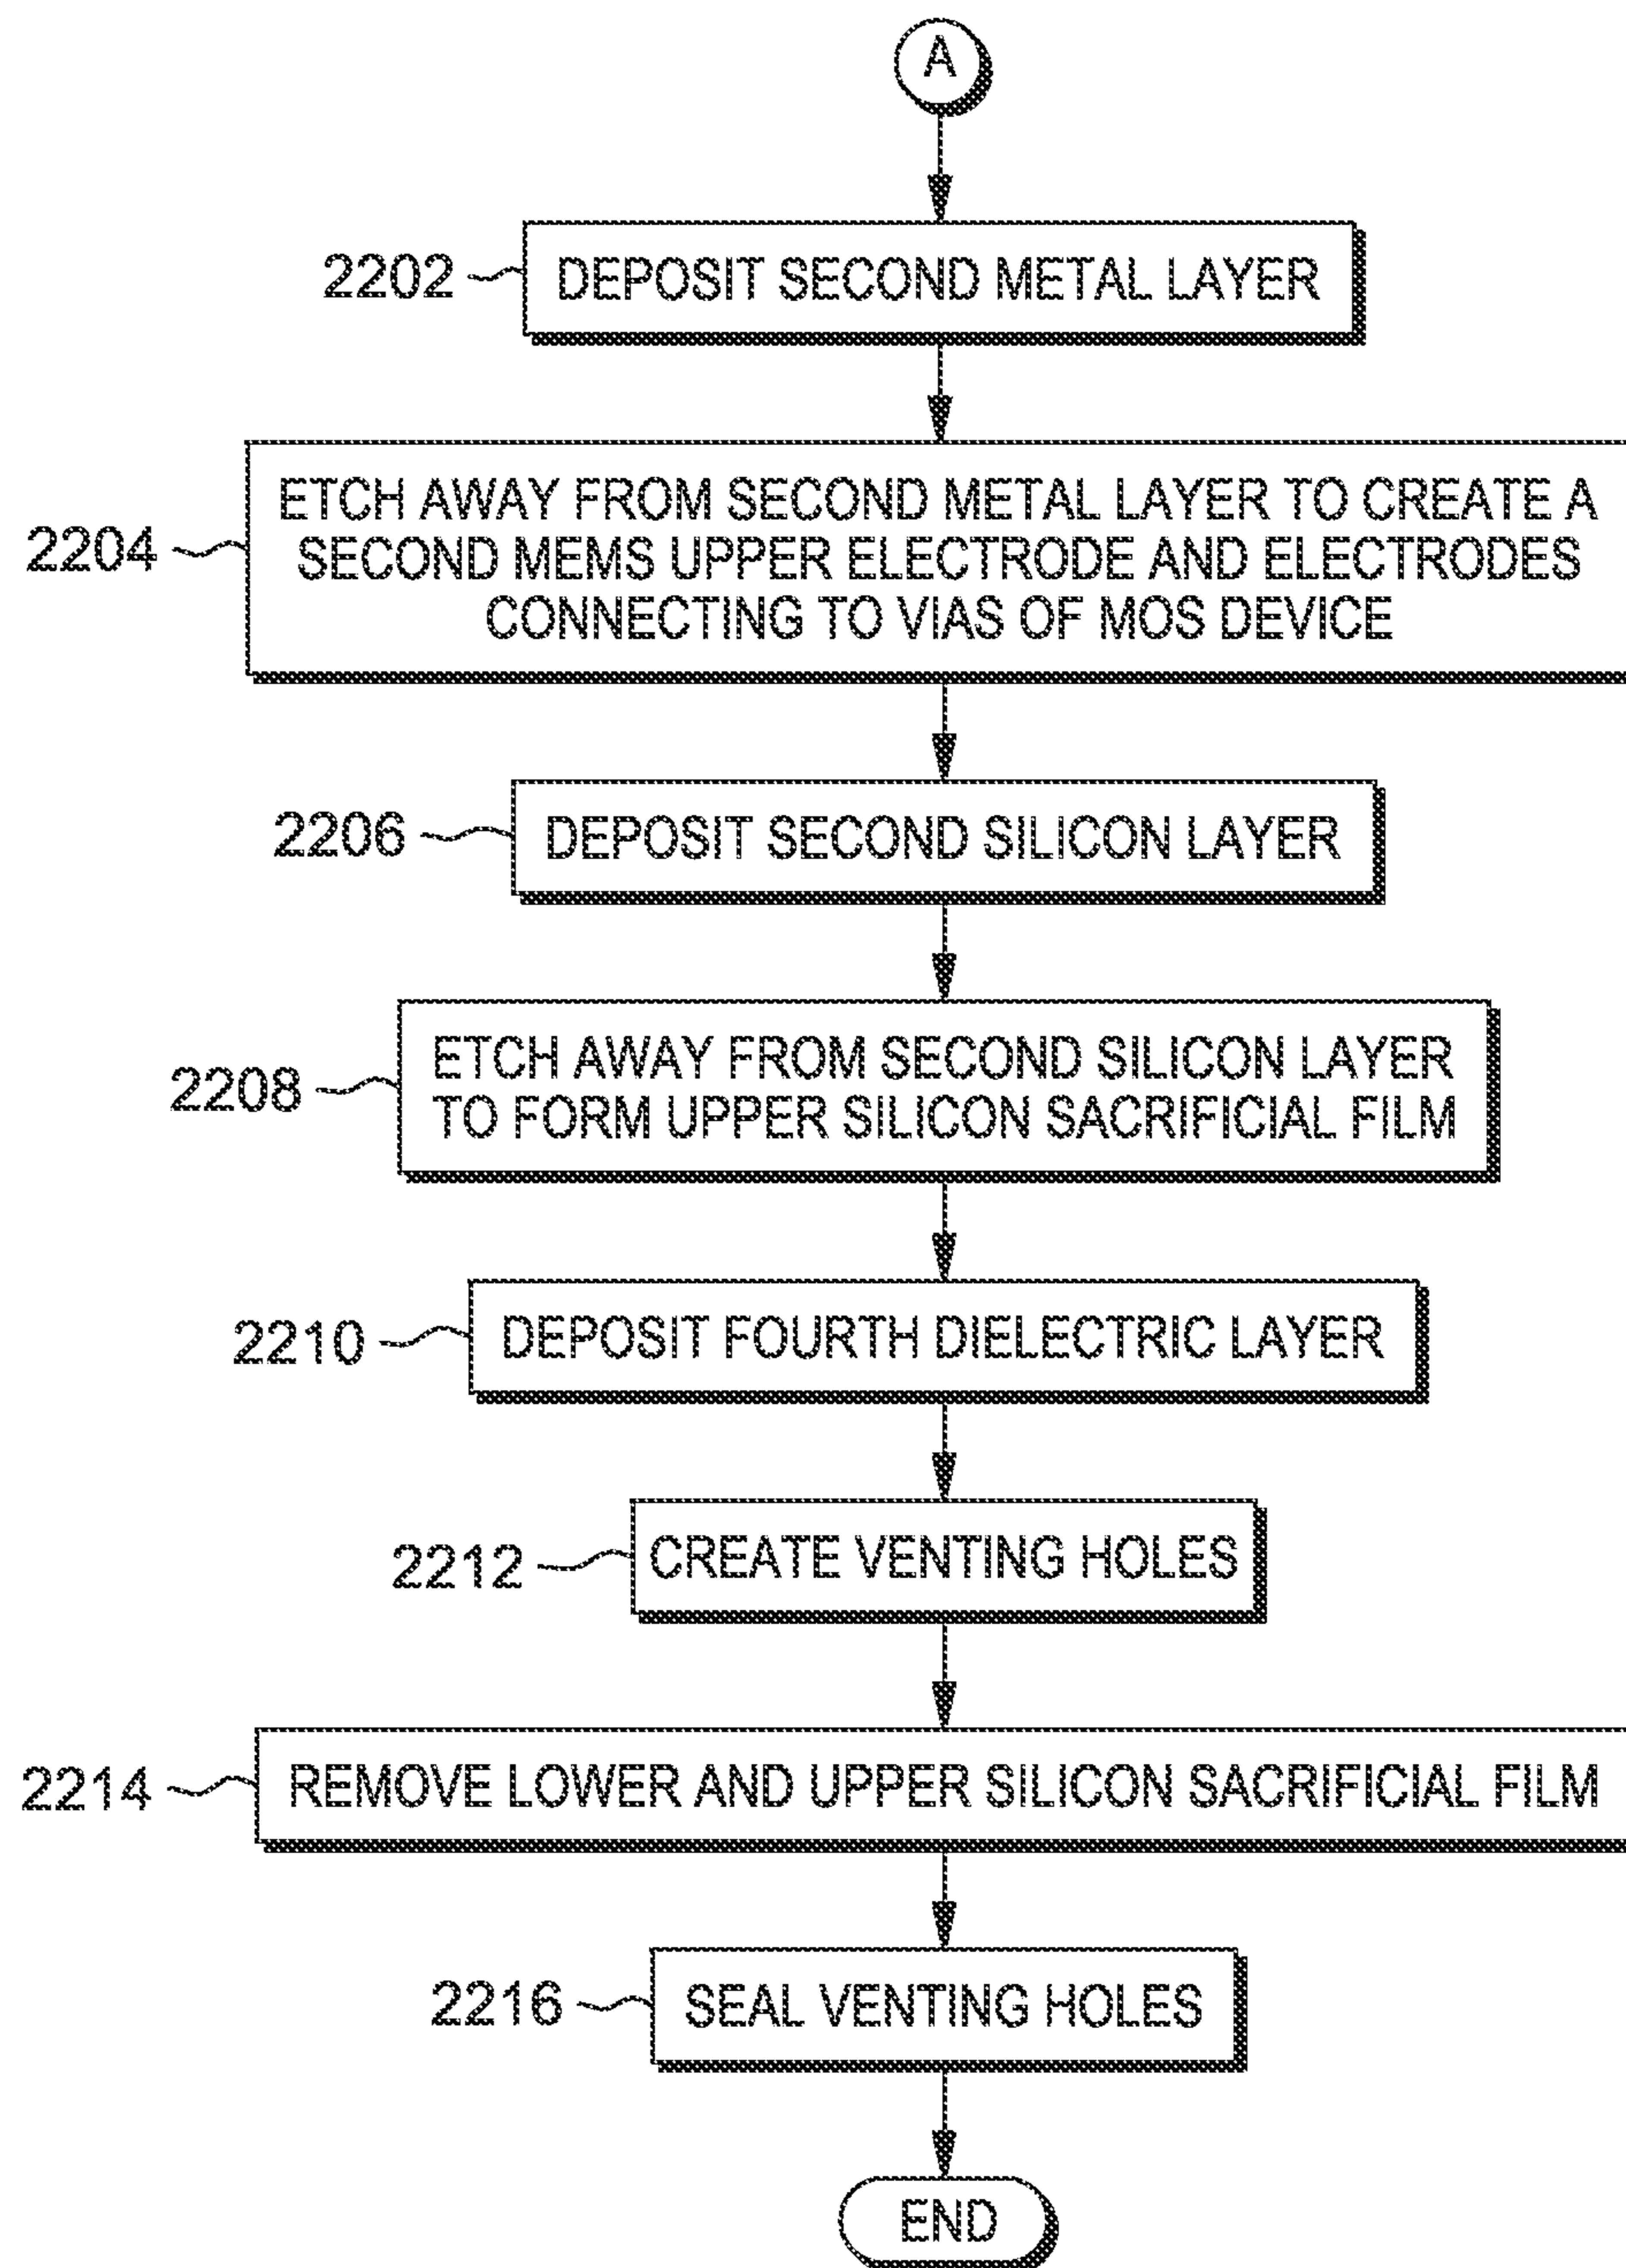 A
2202 DEPOSIT SECOND METAL LAYER
2204 ETCH AWAY FROM SECOND METAL LAYER TO CREATE A
SECOND MEMS UPPER ELECTRODE AND ELECTRODES
CONNECTING TO VIAS OF MOS DEVICE
2206 DEPOSIT SECOND SILICON LAYER
2208 ETCH AWAY FROM SECOND SILICON LAYER
TO FORM UPPER SILICON SACRIFICIAL FILM
2210 DEPOSIT FOURTH DIELECTRIC LAYER
2212 CREATE VENTING HOLES
2214 REMOVE LOWER AND UPPER SILICON SACRIFICIAL FILM
2216 SEAL VENTING HOLES
END